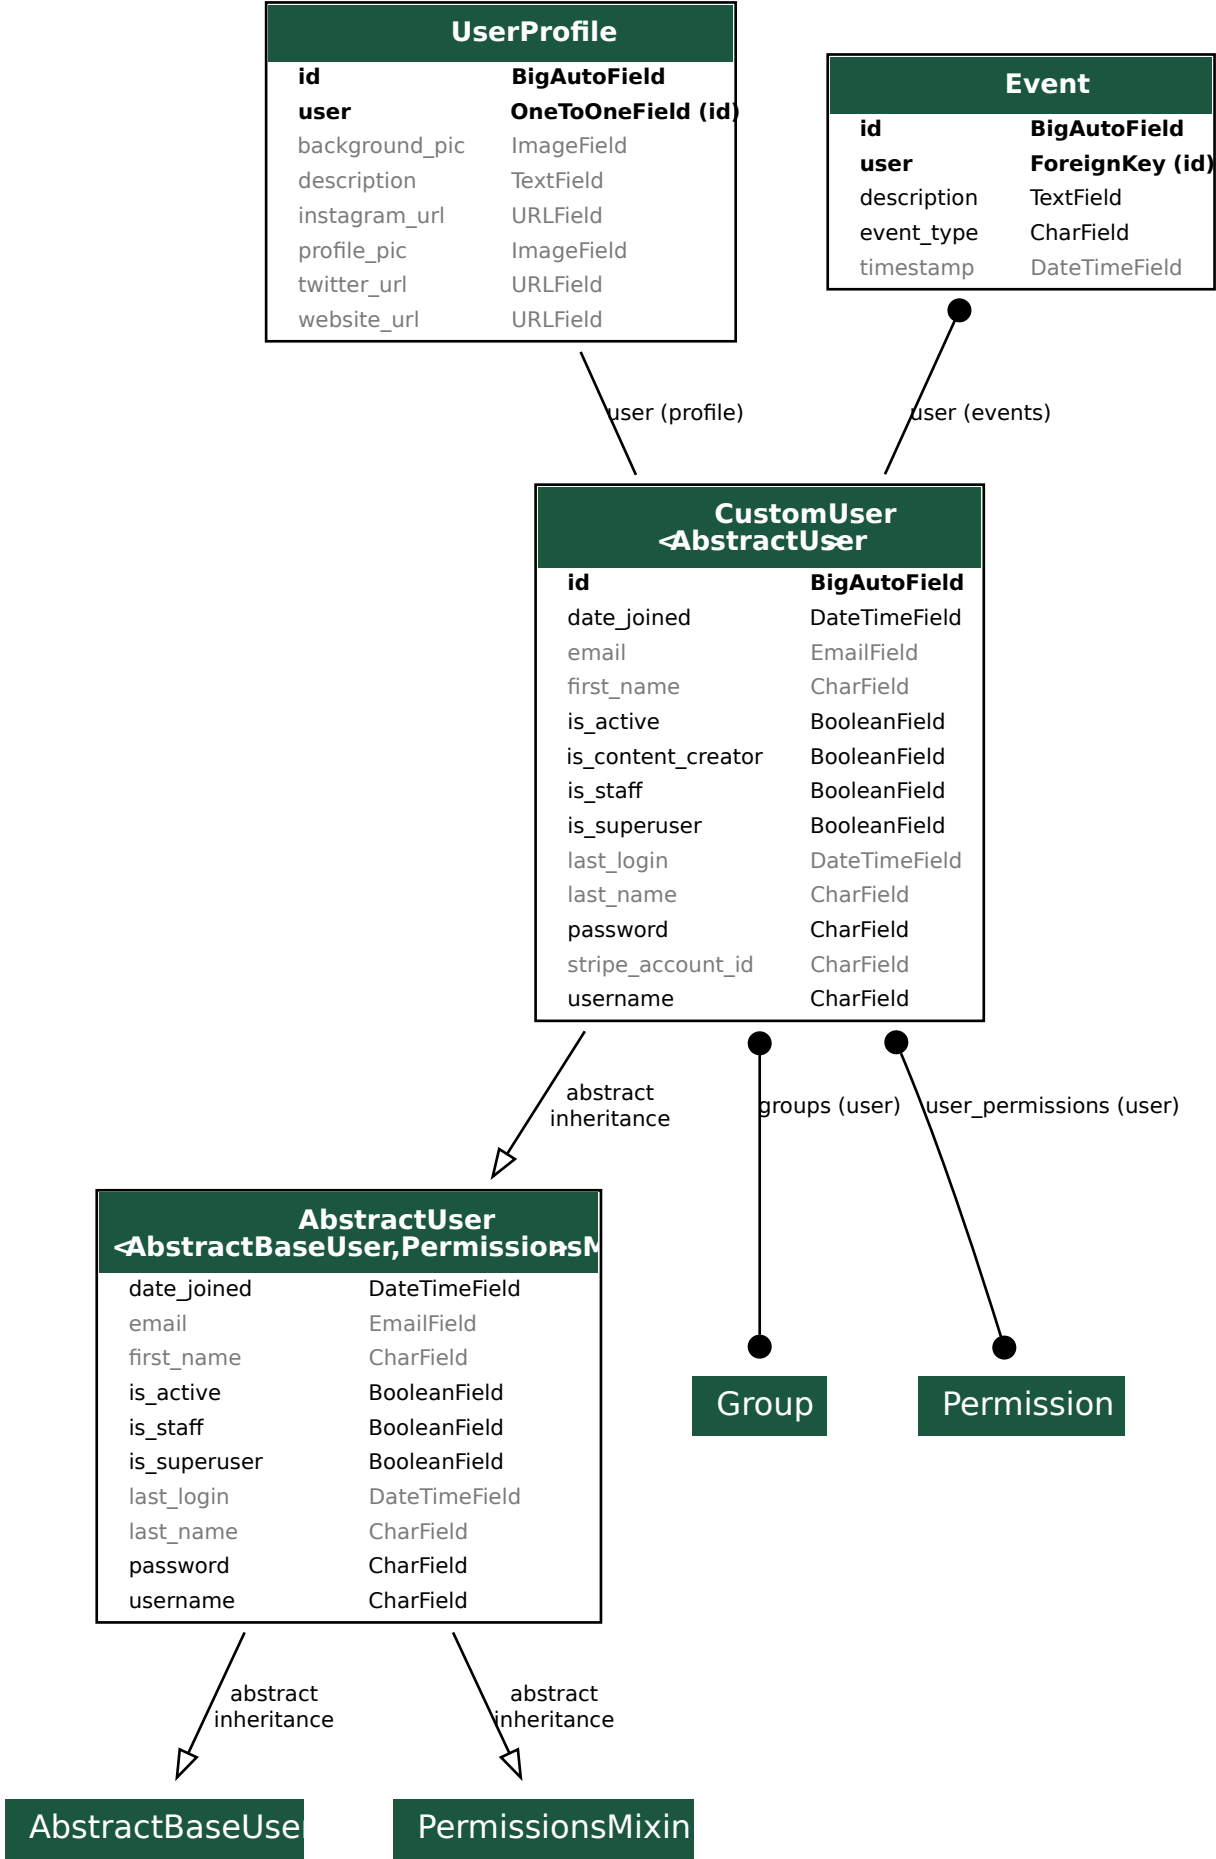 UserProfile
id BigAutoField
user OneToOneField (id)
background_pic ImageField
description TextField
instagram_url URLField
profile_pic ImageField
twitter_url URLField
website_url URLField
Event
id BigAutoField
user ForeignKey (id)
description TextField
event_type CharField
timestamp DateTimeField
user (profile)
user (events)
CustomUser
<AbstractUser>
id BigAutoField
date_joined DateTimeField
email EmailField
first_name CharField
is_active BooleanField
is_content_creator BooleanField
is_staff BooleanField
is_superuser BooleanField
last_login DateTimeField
last_name CharField
password CharField
stripe_account_id CharField
username CharField
abstract
inheritance
groups (user)
user_permissions (user)
AbstractUser
<AbstractBaseUser,PermissionsM>
date_joined DateTimeField
email EmailField
first_name CharField
is_active BooleanField
is_staff BooleanField
is_superuser BooleanField
last_login DateTimeField
last_name CharField
password CharField
username CharField
Group
Permission
abstract
inheritance
abstract
inheritance
AbstractBaseUser
PermissionsMixin